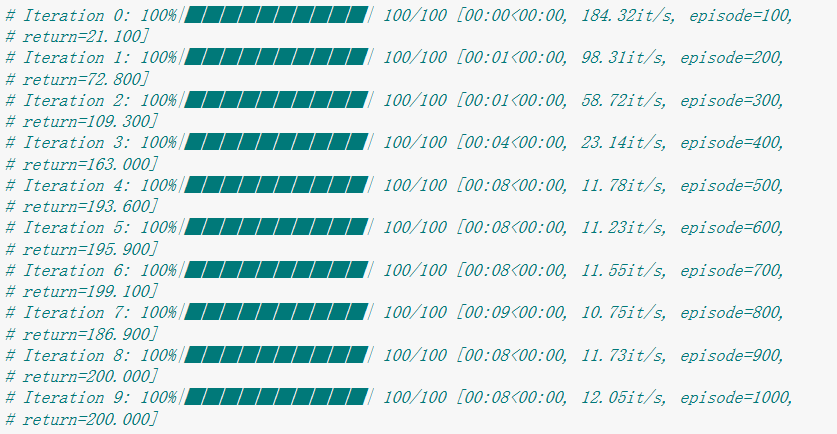 # Iteration 0: 100%|██████████| 100/100 [00:00<00:00, 184.32it/s, episode=100,
# return=21.100]
# Iteration 1: 100%|██████████| 100/100 [00:01<00:00, 98.31it/s, episode=200,
# return=72.800]
# Iteration 2: 100%|██████████| 100/100 [00:01<00:00, 58.72it/s, episode=300,
# return=109.300]
# Iteration 3: 100%|██████████| 100/100 [00:04<00:00, 23.14it/s, episode=400,
# return=163.000]
# Iteration 4: 100%|██████████| 100/100 [00:08<00:00, 11.78it/s, episode=500,
# return=193.600]
# Iteration 5: 100%|██████████| 100/100 [00:08<00:00, 11.23it/s, episode=600,
# return=195.900]
# Iteration 6: 100%|██████████| 100/100 [00:08<00:00, 11.55it/s, episode=700,
# return=199.100]
# Iteration 7: 100%|██████████| 100/100 [00:09<00:00, 10.75it/s, episode=800,
# return=186.900]
# Iteration 8: 100%|██████████| 100/100 [00:08<00:00, 11.73it/s, episode=900,
# return=200.000]
# Iteration 9: 100%|██████████| 100/100 [00:08<00:00, 12.05it/s, episode=1000,
# return=200.000]